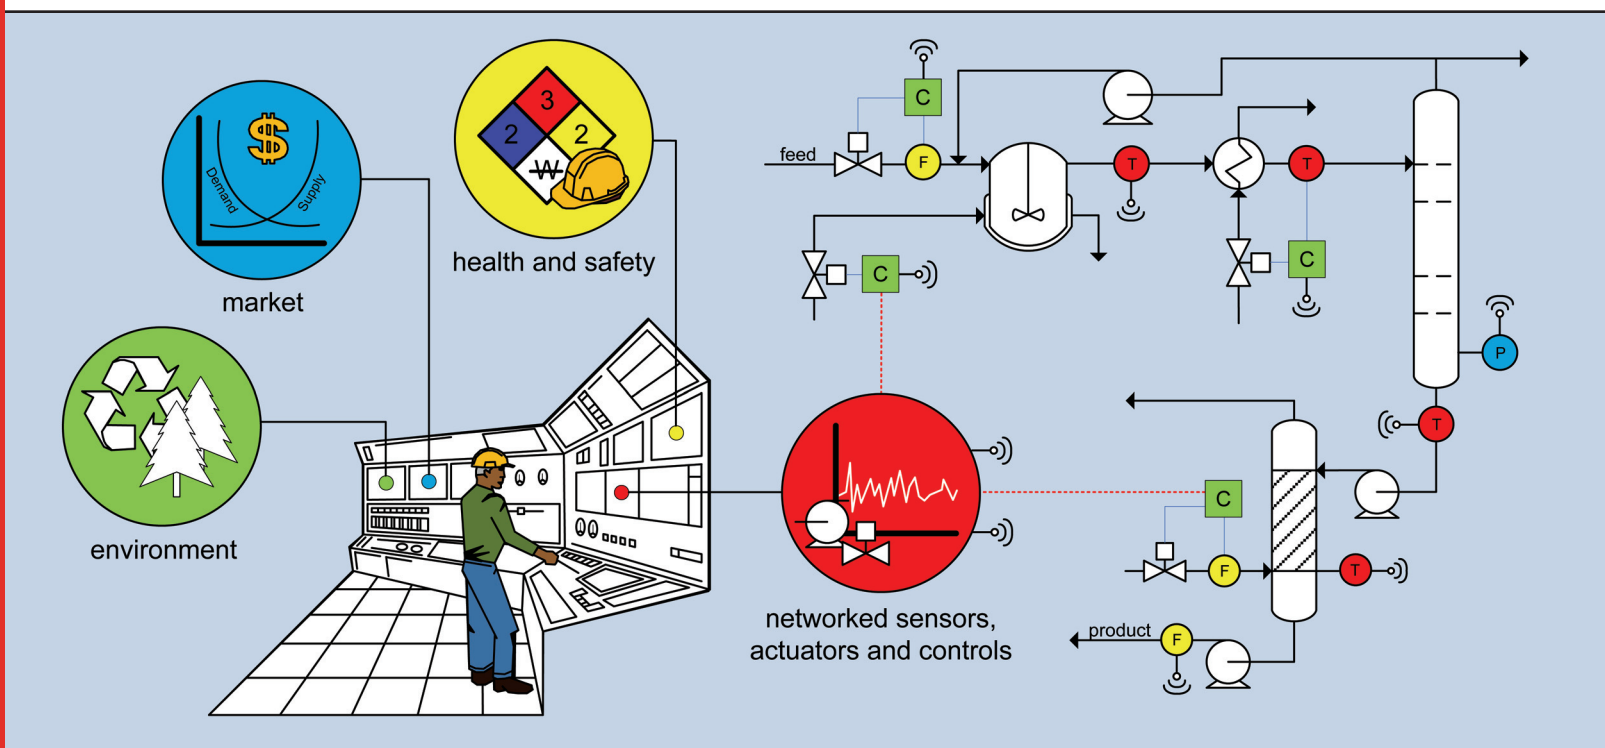 $
Demand
Supply
market
3
2
2
W
health and safety
environment
networked sensors,
actuators and controls
feed
C
F
T
T
C
C
P
T
C
F
T
product
F